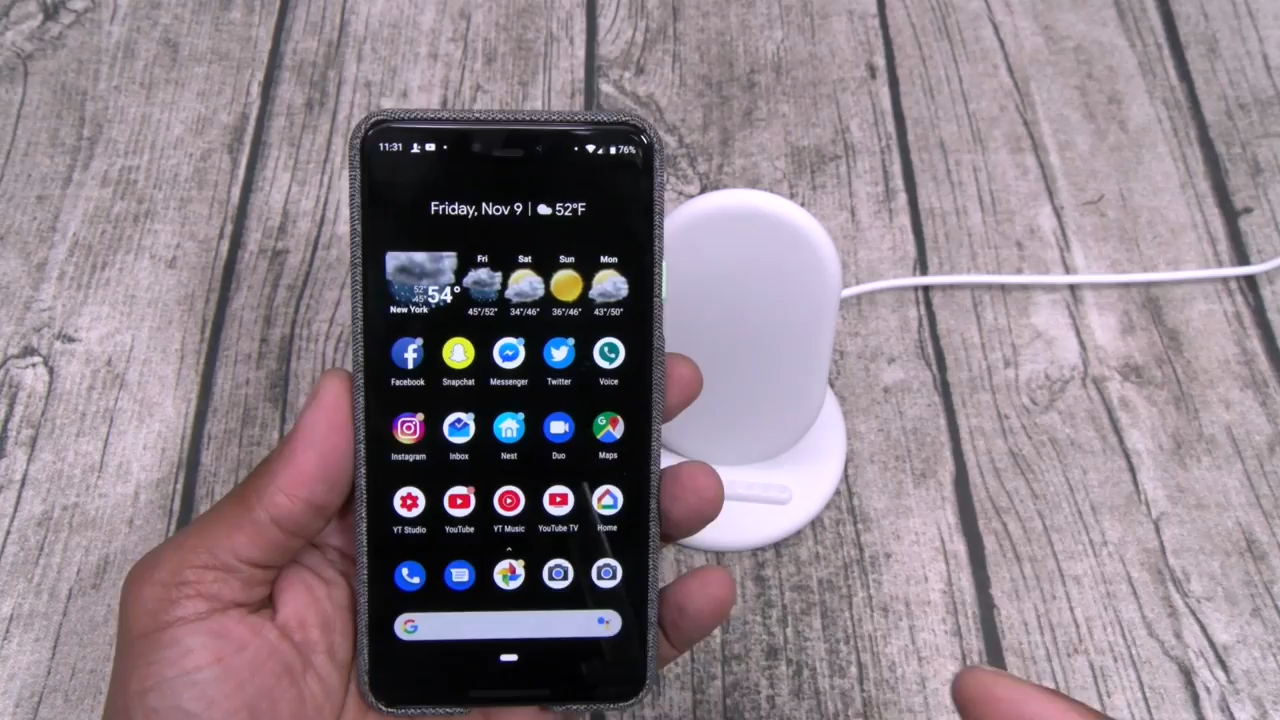 11:31 76%
Friday, Nov 9 | 52°F
Fri Sat Sun Mon
52° 45° 54°
New York 45°/52° 34°/46° 36°/46° 43°/50°
Facebook Snapchat Messenger Twitter Voice
Instagram Inbox Nest Duo Maps
YT Studio YouTube YT Music YouTube TV Home
G